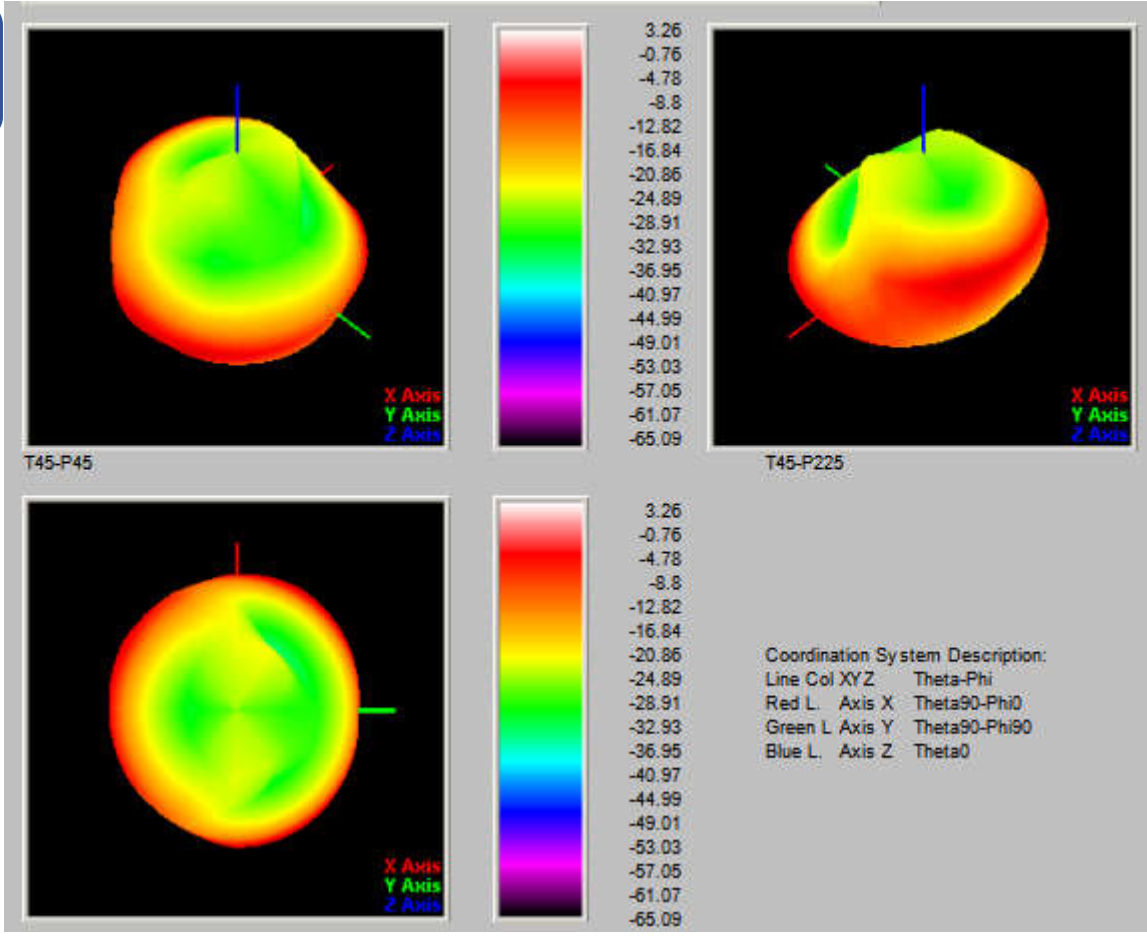 3.26
-0.76
-4.78
-8.8
-12.82
-16.84
-20.86
-24.89
-28.91
-32.93
-36.95
-40.97
-44.99
-49.01
-53.03
-57.05
-61.07
-65.09
X Axis
Y Axis
Z Axis
X Axis
Y Axis
Z Axis
T45-P45
T45-P225
3.26
-0.76
-4.78
-8.8
-12.82
-16.84
-20.86
-24.89
-28.91
-32.93
-36.95
-40.97
-44.99
-49.01
-53.03
-57.05
-61.07
-65.09
X Axis
Y Axis
Z Axis
Coordination System Description:
Line Col XYZ Theta-Phi
Red L. Axis X Theta90-Phi0
Green L Axis Y Theta90-Phi90
Blue L. Axis Z Theta0